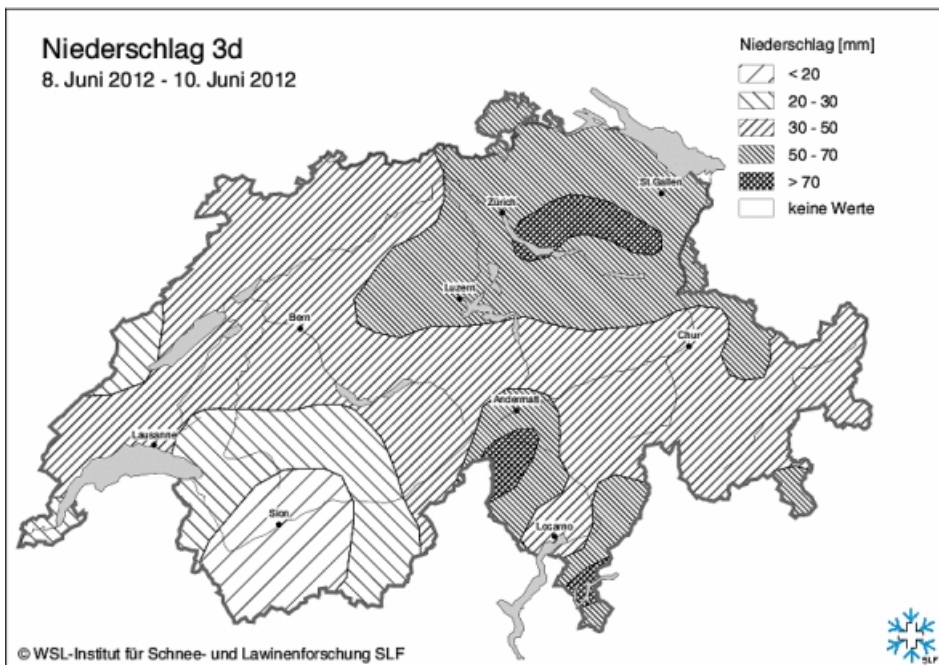 Niederschlag 3d
8. Juni 2012 - 10. Juni 2012
Niederschlag [mm]
< 20
20 - 30
30 - 50
50 - 70
> 70
keine Werte
St.Gallen
Zürich
Luzern
Bern
Chur
Andermatt
Lausanne
Sion
Locarno
© WSL-Institut für Schnee- und Lawinenforschung SLF
SLF